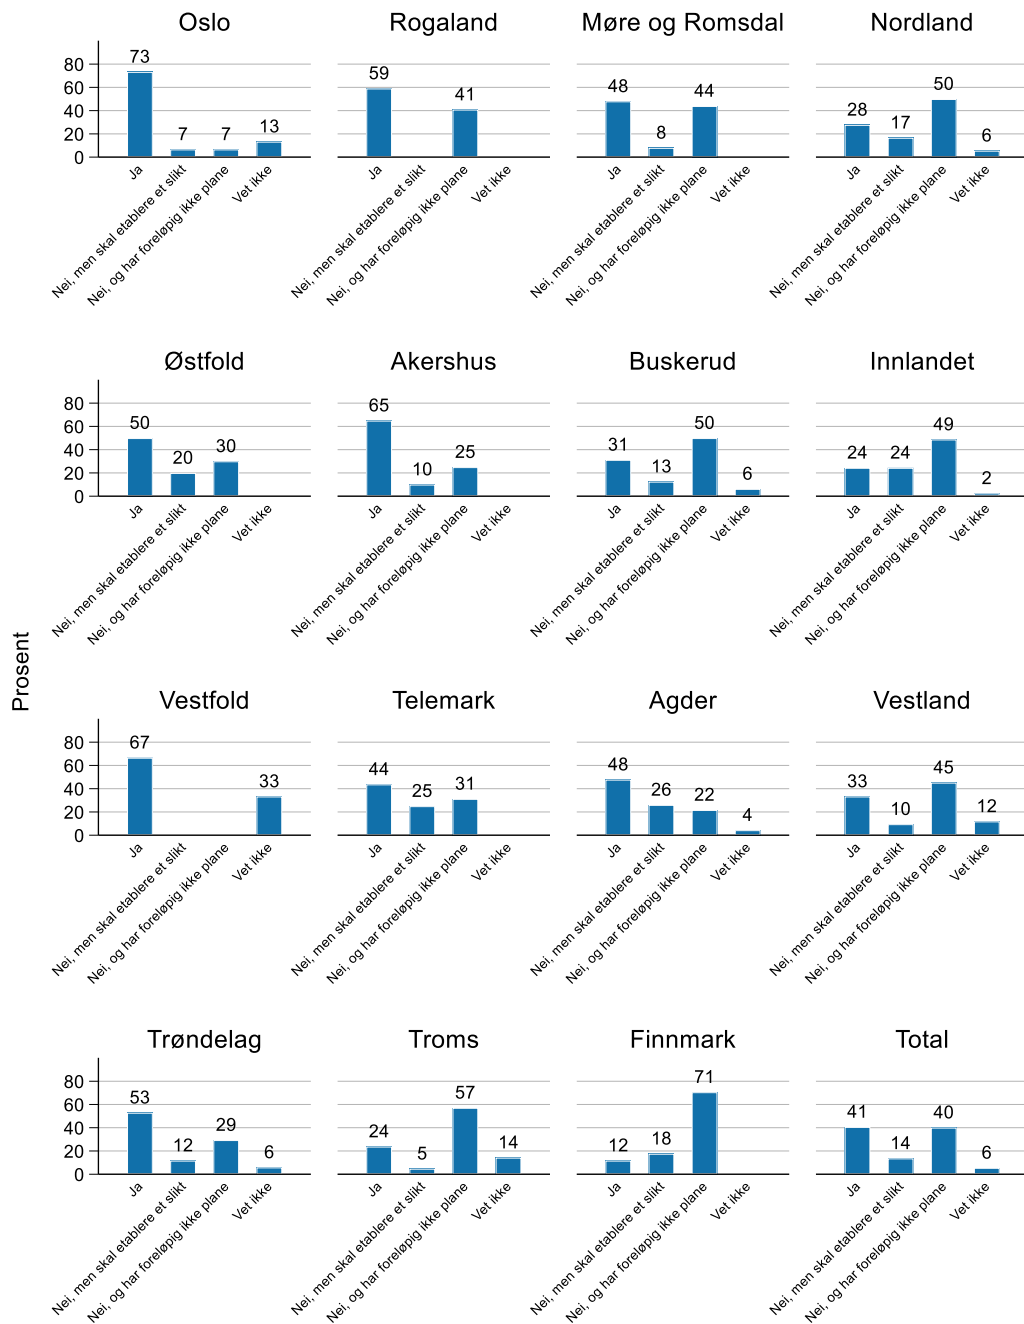 Prosent
Oslo
80
60
40
20
0
73
7
7
13
Ja
Nei, men skal etablere et slikt
Nei, og har foreløpig ikke plane
Vet ikke
Rogaland
59
41
Ja
Nei, men skal etablere et slikt
Nei, og har foreløpig ikke plane
Vet ikke
Møre og Romsdal
48
8
44
Ja
Nei, men skal etablere et slikt
Nei, og har foreløpig ikke plane
Vet ikke
Nordland
28
17
50
6
Ja
Nei, men skal etablere et slikt
Nei, og har foreløpig ikke plane
Vet ikke
Østfold
80
60
40
20
0
50
20
30
Ja
Nei, men skal etablere et slikt
Nei, og har foreløpig ikke plane
Vet ikke
Akershus
65
10
25
Ja
Nei, men skal etablere et slikt
Nei, og har foreløpig ikke plane
Vet ikke
Buskerud
31
13
50
6
Ja
Nei, men skal etablere et slikt
Nei, og har foreløpig ikke plane
Vet ikke
Innlandet
24
24
49
2
Ja
Nei, men skal etablere et slikt
Nei, og har foreløpig ikke plane
Vet ikke
Vestfold
80
60
40
20
0
67
33
Ja
Nei, men skal etablere et slikt
Nei, og har foreløpig ikke plane
Vet ikke
Telemark
44
25
31
Ja
Nei, men skal etablere et slikt
Nei, og har foreløpig ikke plane
Vet ikke
Agder
48
26
22
4
Ja
Nei, men skal etablere et slikt
Nei, og har foreløpig ikke plane
Vet ikke
Vestland
33
10
45
12
Ja
Nei, men skal etablere et slikt
Nei, og har foreløpig ikke plane
Vet ikke
Trøndelag
80
60
40
20
0
53
12
29
6
Ja
Nei, men skal etablere et slikt
Nei, og har foreløpig ikke plane
Vet ikke
Troms
24
5
57
14
Ja
Nei, men skal etablere et slikt
Nei, og har foreløpig ikke plane
Vet ikke
Finnmark
12
18
71
Ja
Nei, men skal etablere et slikt
Nei, og har foreløpig ikke plane
Vet ikke
Total
41
14
40
6
Ja
Nei, men skal etablere et slikt
Nei, og har foreløpig ikke plane
Vet ikke